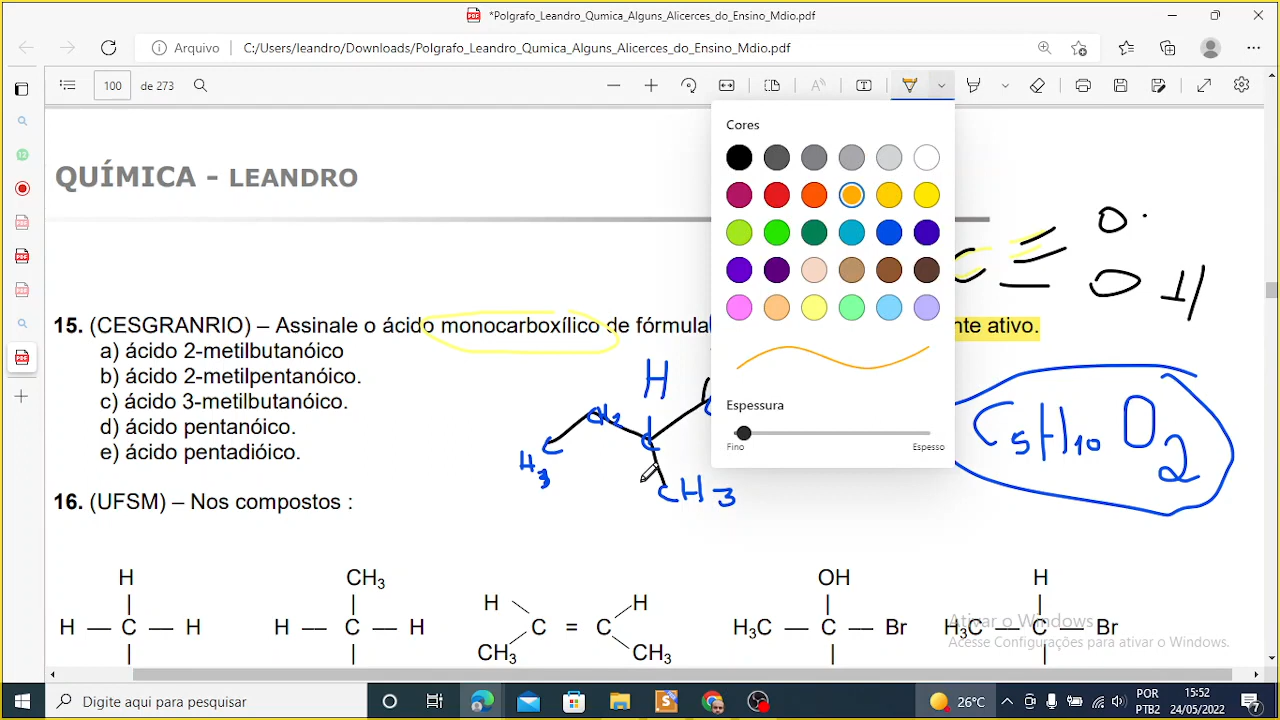 *Polgrafo_Leandro_Qumica_Alguns_Alicerces_do_Ensino_Mdio.pdf
Arquivo | C:/Users/leandro/Downloads/Polgrafo_Leandro_Qumica_Alguns_Alicerces_do_Ensino_Mdio.pdf
100 de 273
Cores
QUÍMICA - LEANDRO
O
C = O H
15. (CESGRANRIO) – Assinale o ácido monocarboxílico de fórmula nte ativo.
a) ácido 2-metilbutanóico
b) ácido 2-metilpentanóico.
c) ácido 3-metilbutanóico.
d) ácido pentanóico.
e) ácido pentadióico.
H
CH2
C
C
H3
CH3
C5H10O2
Espessura
Fino Espesso
16. (UFSM) – Nos compostos :
H CH3 OH H
H H
H — C — H H — C — H C = C H3C — C — Br H3C — C — Br
CH3 CH3
Ativar o Windows
Acesse Configurações para ativar o Windows.
Digite aqui para pesquisar
26°C
POR
PTB2
15:52
24/05/2022
7